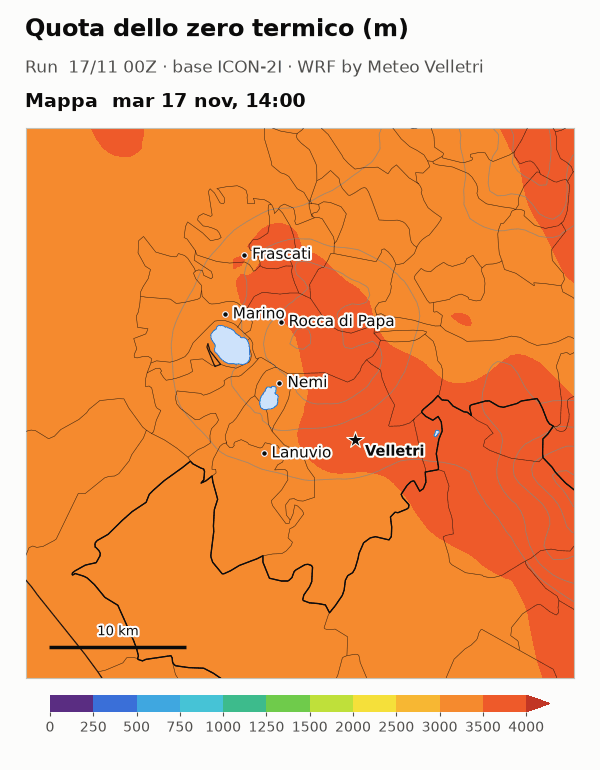 Quota dello zero termico (m)
Run  17/11 00Z · base ICON-2I · WRF by Meteo Velletri
Mappa  mar 17 nov, 14:00
Frascati
Marino
Rocca di Papa
Nemi
Velletri
Lanuvio
10 km
0 250 500 750 1000 1250 1500 2000 2500 3000 3500 4000